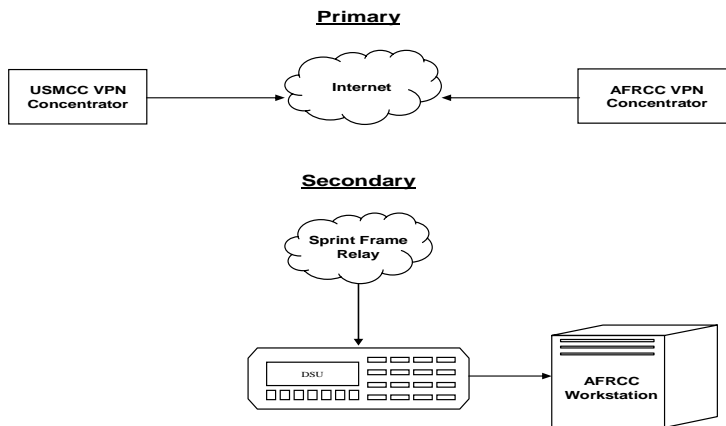 Primary
USMCC VPN
Concentrator
Internet
AFRCC VPN
Concentrator
Secondary
Sprint Frame
Relay
DSU
AFRCC
Workstation